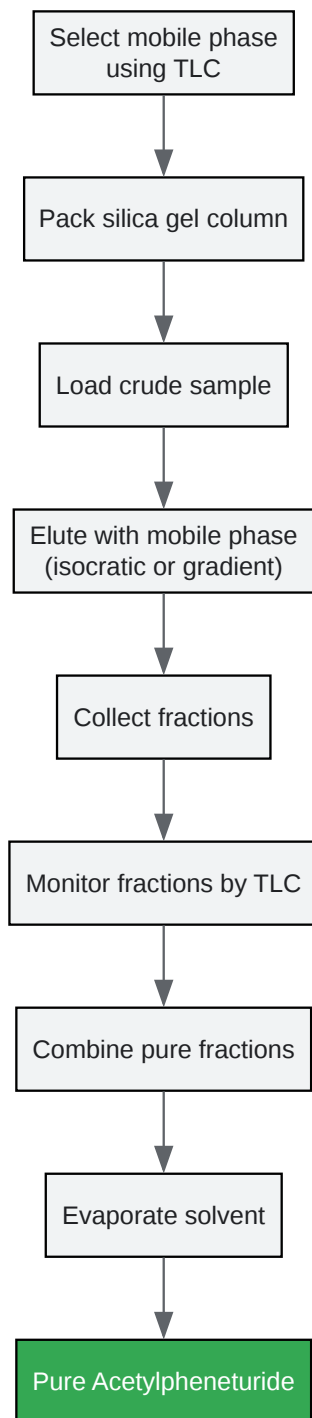 Select mobile phase
using TLC
Pack silica gel column
Load crude sample
Elute with mobile phase
(isocratic or gradient)
Collect fractions
Monitor fractions by TLC
Combine pure fractions
Evaporate solvent
Pure Acetylpheneturide